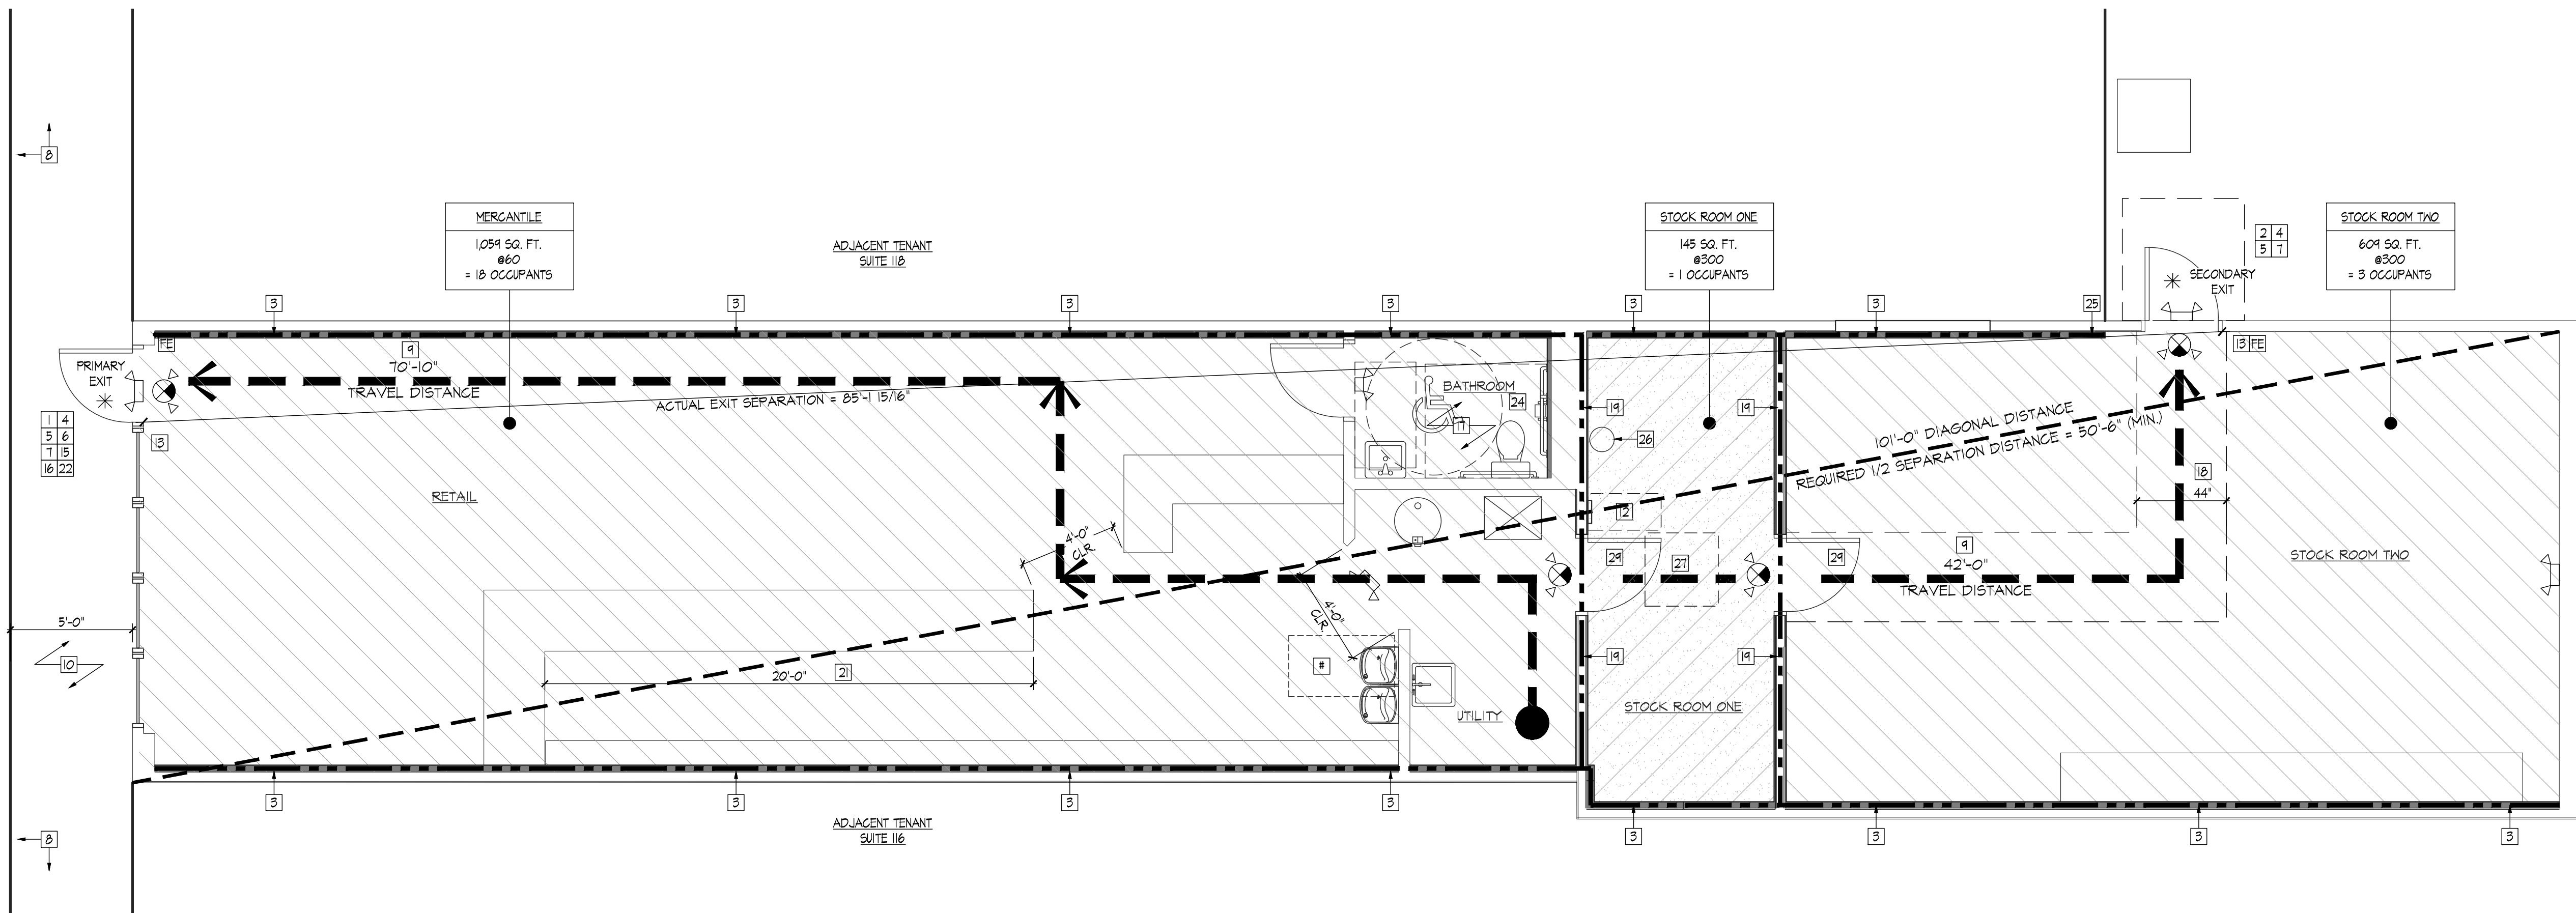 8
MERCANTILE
1,059 SQ. FT.
@60
= 18 OCCUPANTS
ADJACENT TENANT
SUITE 118
STOCK ROOM ONE
145 SQ. FT.
@300
= 1 OCCUPANTS
STOCK ROOM TWO
609 SQ. FT.
@300
= 3 OCCUPANTS
2 4
5 7
SECONDARY
EXIT
3
3
3
3
3
3
25
FE
13 FE
PRIMARY
EXIT
9
70'-10"
TRAVEL DISTANCE
ACTUAL EXIT SEPARATION = 85'-1 15/16"
1 4
5 6
7 15
16 22
13
BATHROOM
24
17
19
19
26
101'-0" DIAGONAL DISTANCE
REQUIRED 1/2 SEPARATION DISTANCE = 50'-6" (MIN.)
18
44"
RETAIL
12
4'-0"
CLR.
29
27
29
9
42'-0"
TRAVEL DISTANCE
STOCK ROOM TWO
4'-0"
CLR.
5'-0"
10
#
19
19
20'-0"
21
UTILITY
STOCK ROOM ONE
3
3
3
3
ADJACENT TENANT
SUITE 116
8
3
3
3
3